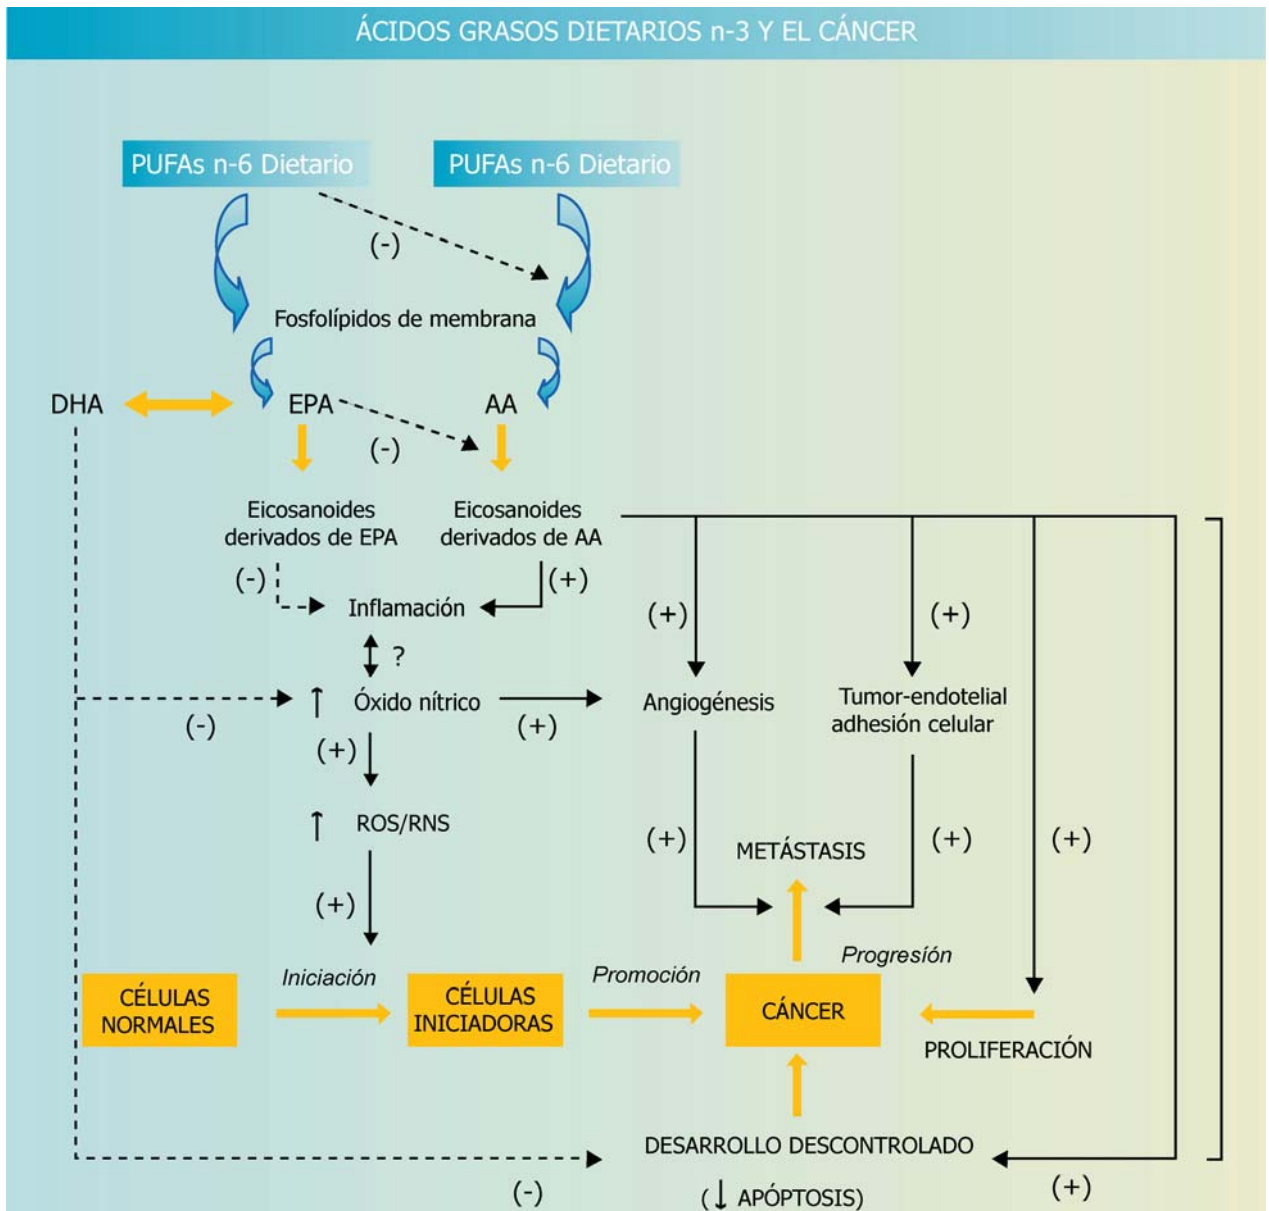 ÁCIDOS GRASOS DIETARIOS n-3 Y EL CÁNCER
PUFAs n-6 Dietario
PUFAs n-6 Dietario
(-)
Fosfolípidos de membrana
DHA
EPA
AA
(-)
Eicosanoides
derivados de EPA
Eicosanoides
derivados de AA
(-)
(+)
Inflamación
(+)
(+)
?
↑ Óxido nítrico
(-)
(+)
(+)
Angiogénesis
Tumor-endotelial
adhesión celular
↑ ROS/RNS
(+)
(+)
(+)
METÁSTASIS
(+)
Iniciación
Promoción
Progresíón
CÉLULAS
NORMALES
CÉLULAS
INICIADORAS
CÁNCER
PROLIFERACIÓN
DESARROLLO DESCONTROLADO
(-)
(↓ APÓPTOSIS)
(+)